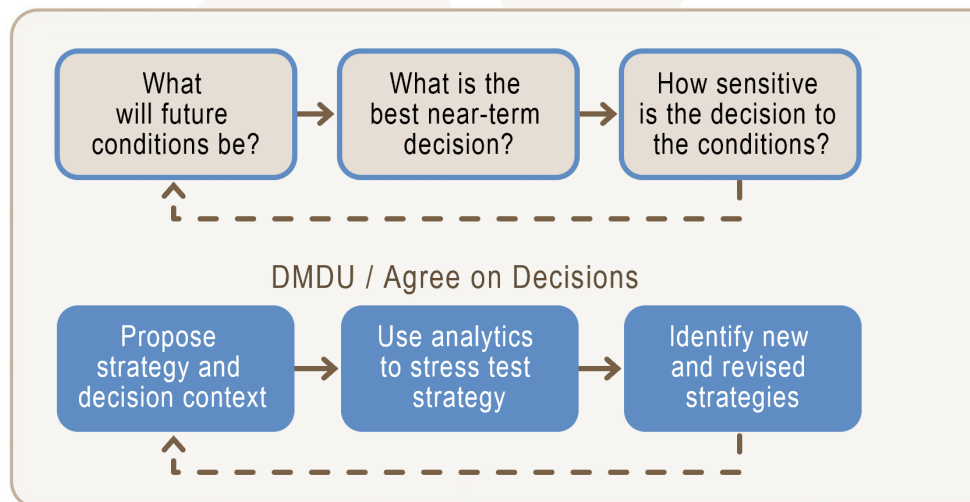 What
will future
conditions be?
What is the
best near-term
decision?
How sensitive
is the decision to
the conditions?
DMDU / Agree on Decisions
Propose
strategy and
decision context
Use analytics
to stress test
strategy
Identify new
and revised
strategies